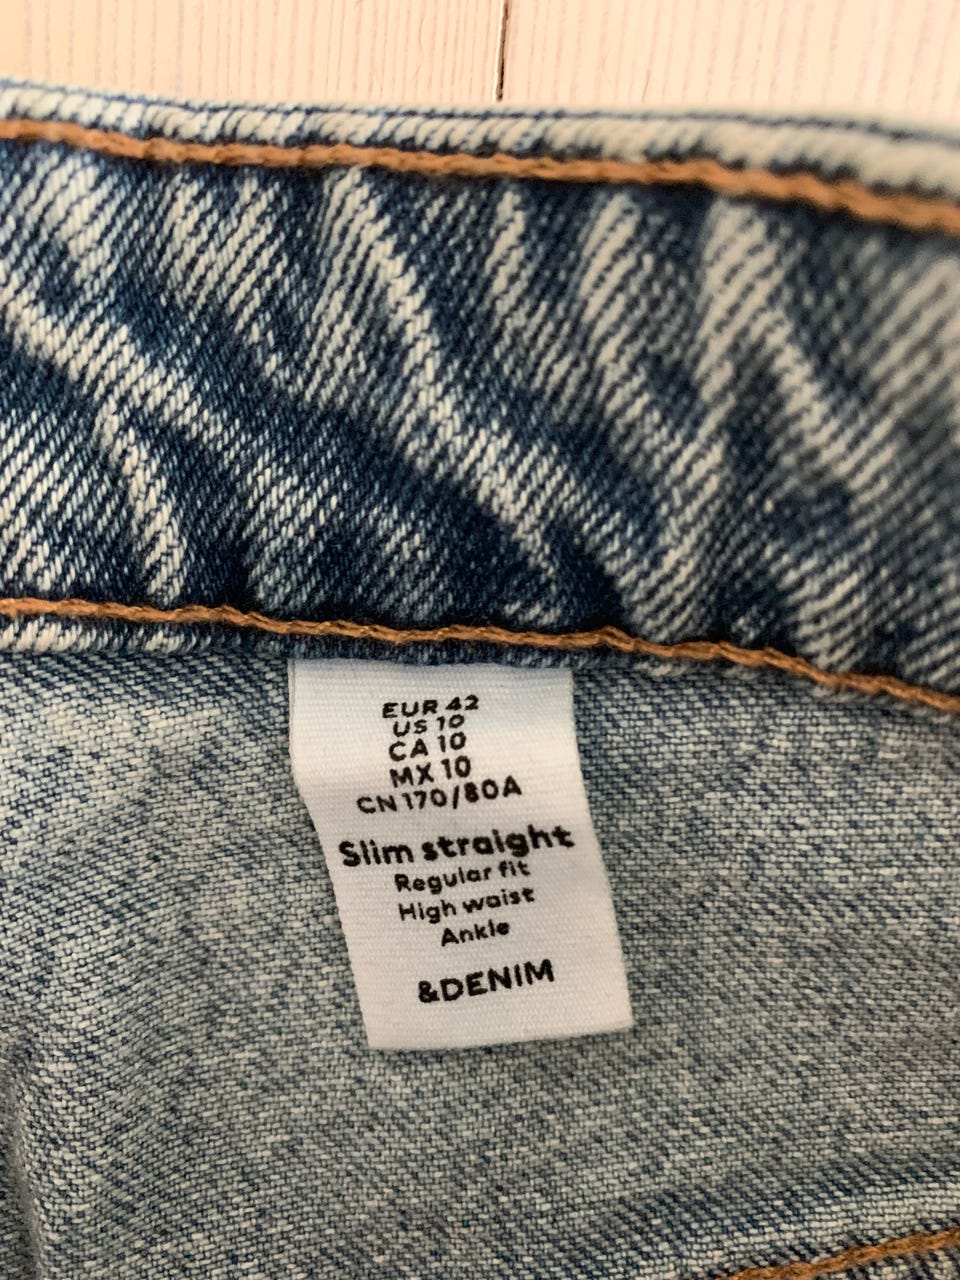 EUR 42
US 10
CA 10
MX 10
CN 170/80A
Slim straight
Regular fit
High waist
Ankle
&DENIM